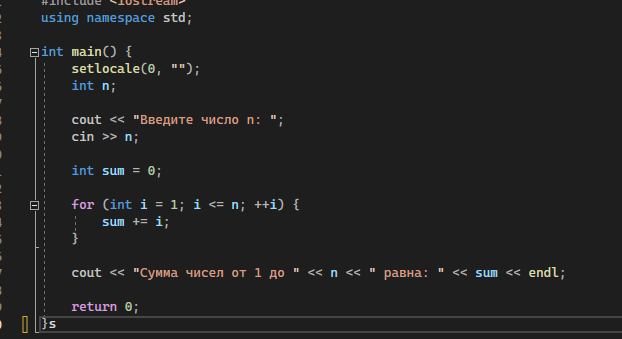 #include <iostream>
using namespace std;
int main() {
setlocale(0, "");
int n;
cout << "Введите число n: ";
cin >> n;
int sum = 0;
for (int i = 1; i <= n; ++i) {
sum += i;
}
cout << "Сумма чисел от 1 до " << n << " равна: " << sum << endl;
return 0;
}s